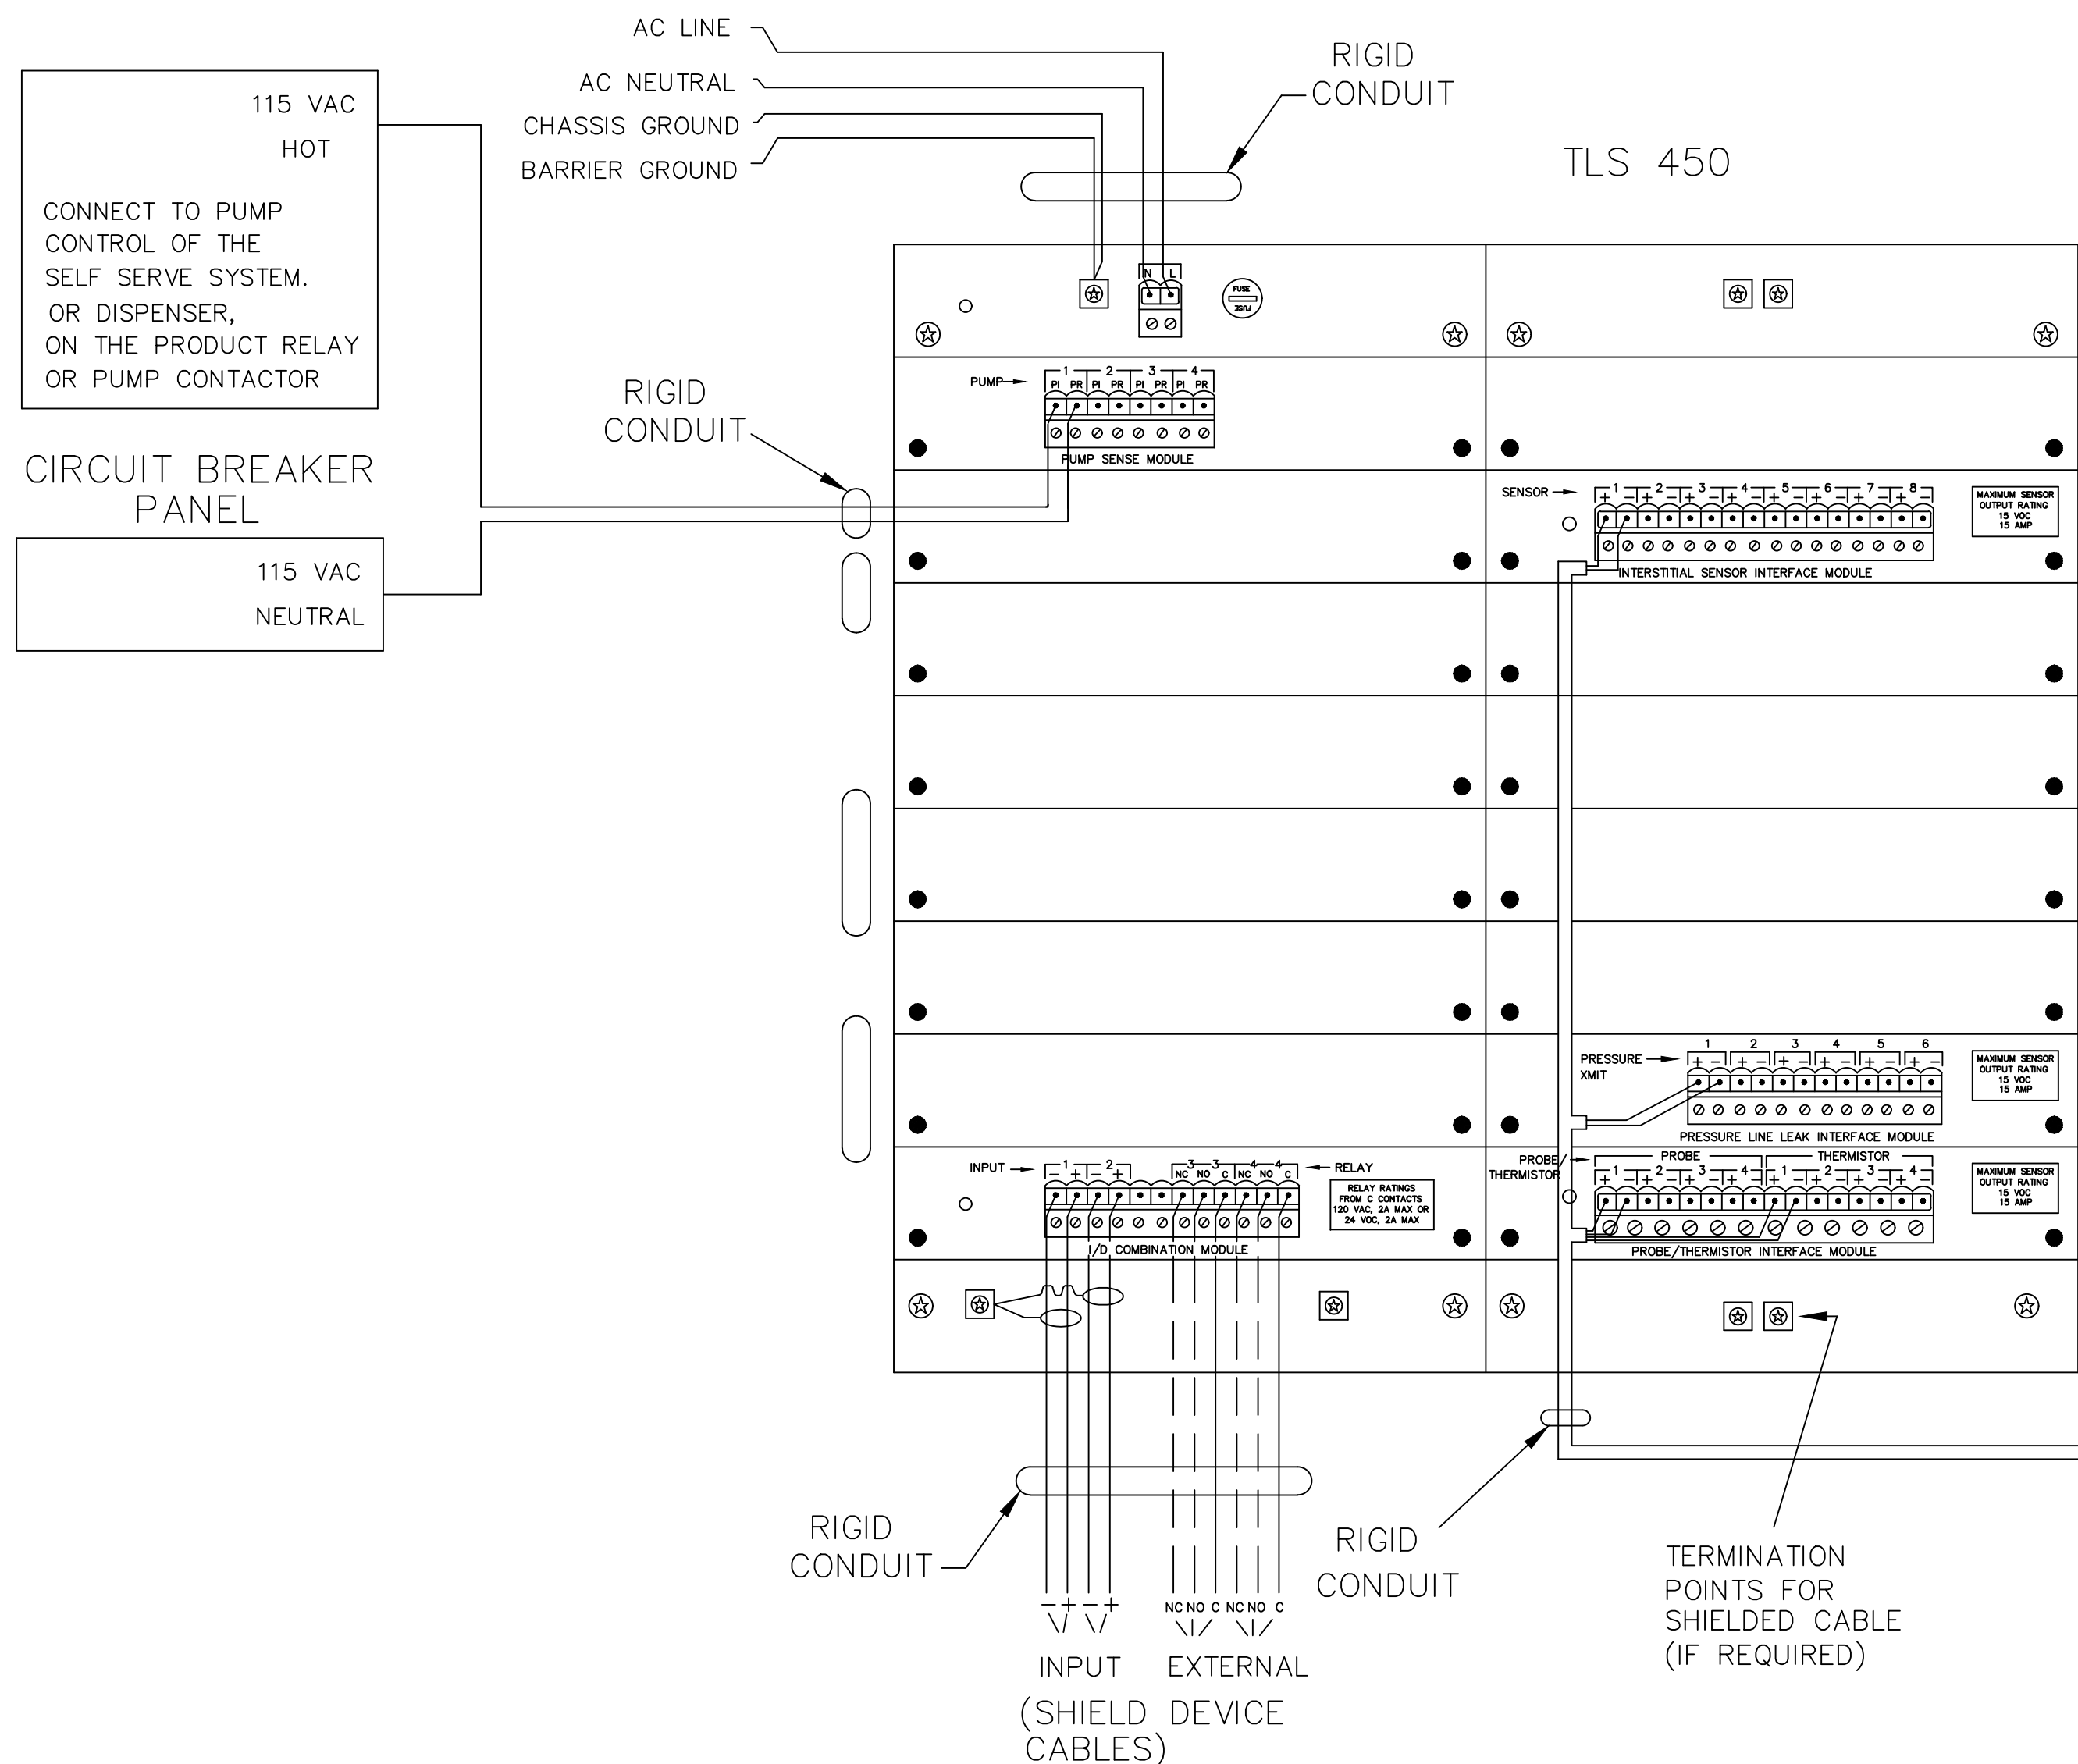 AC LINE
AC NEUTRAL
CHASSIS GROUND
BARRIER GROUND
RIGID
CONDUIT
TLS 450
115 VAC
HOT
CONNECT TO PUMP
CONTROL OF THE
SELF SERVE SYSTEM.
OR DISPENSER,
ON THE PRODUCT RELAY
OR PUMP CONTACTOR
CIRCUIT BREAKER
PANEL
115 VAC
NEUTRAL
RIGID
CONDUIT
N L
FUSE
FUSE
PUMP
1 2 3 4
PI PR PI PR PI PR PI PR
PUMP SENSE MODULE
SENSOR
1 2 3 4 5 6 7 8
+ − + − + − + − + − + − + − + −
INTERSTITIAL SENSOR INTERFACE MODULE
MAXIMUM SENSOR
OUTPUT RATING
15 VOC
15 AMP
PRESSURE
XMIT
1 2 3 4 5 6
+ − + − + − + − + − + −
PRESSURE LINE LEAK INTERFACE MODULE
MAXIMUM SENSOR
OUTPUT RATING
15 VOC
15 AMP
INPUT
1 2
− + − +
3 3 4 4
NC NO C NC NO C
RELAY
RELAY RATINGS
FROM C CONTACTS
120 VAC, 2A MAX OR
24 VOC, 2A MAX
I/D COMBINATION MODULE
PROBE/
THERMISTOR
PROBE THERMISTOR
1 2 3 4 1 2 3 4
+ − + − + − + − + − + − + − + −
PROBE/THERMISTOR INTERFACE MODULE
MAXIMUM SENSOR
OUTPUT RATING
15 VOC
15 AMP
RIGID
CONDUIT
− + − +
NC NO C NC NO C
INPUT EXTERNAL
(SHIELD DEVICE
CABLES)
RIGID
CONDUIT
TERMINATION
POINTS FOR
SHIELDED CABLE
(IF REQUIRED)